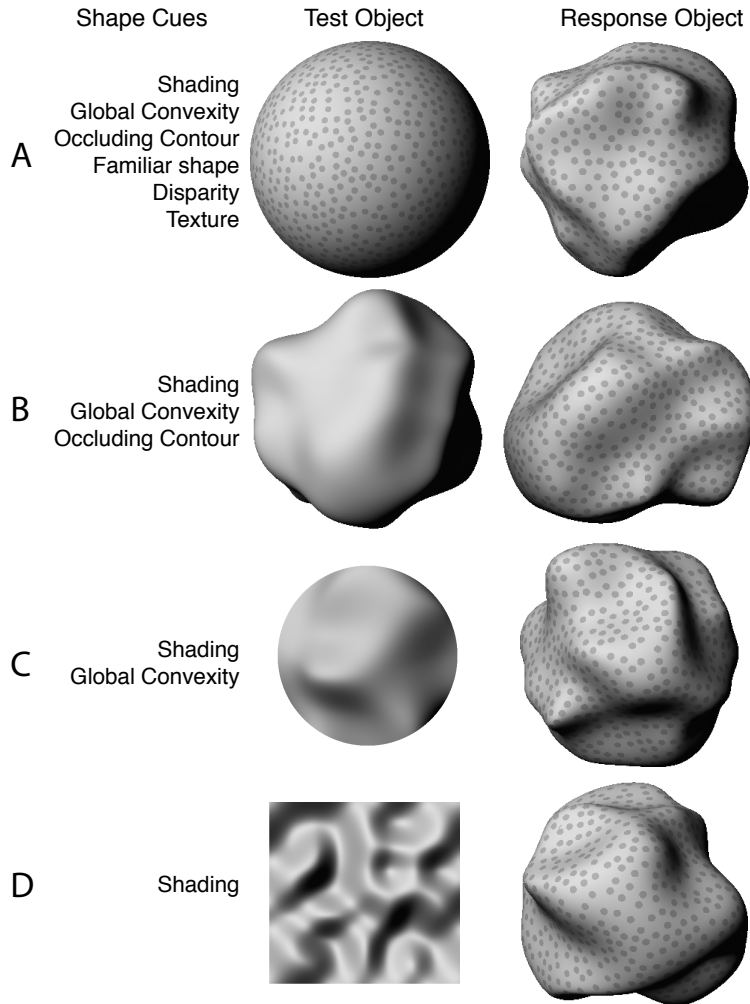 Shape Cues Test Object Response Object
A
Shading
Global Convexity
Occluding Contour
Familiar shape
Disparity
Texture
B
Shading
Global Convexity
Occluding Contour
C
Shading
Global Convexity
D
Shading